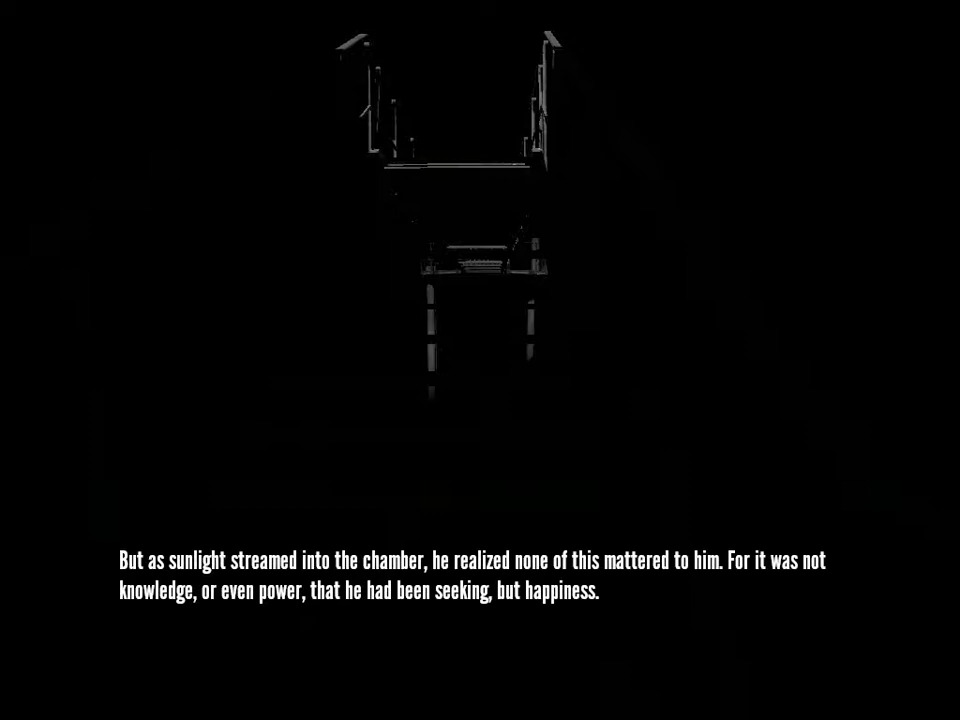 But as sunlight streamed into the chamber, he realized none of this mattered to him. For it was not
knowledge, or even power, that he had been seeking, but happiness.